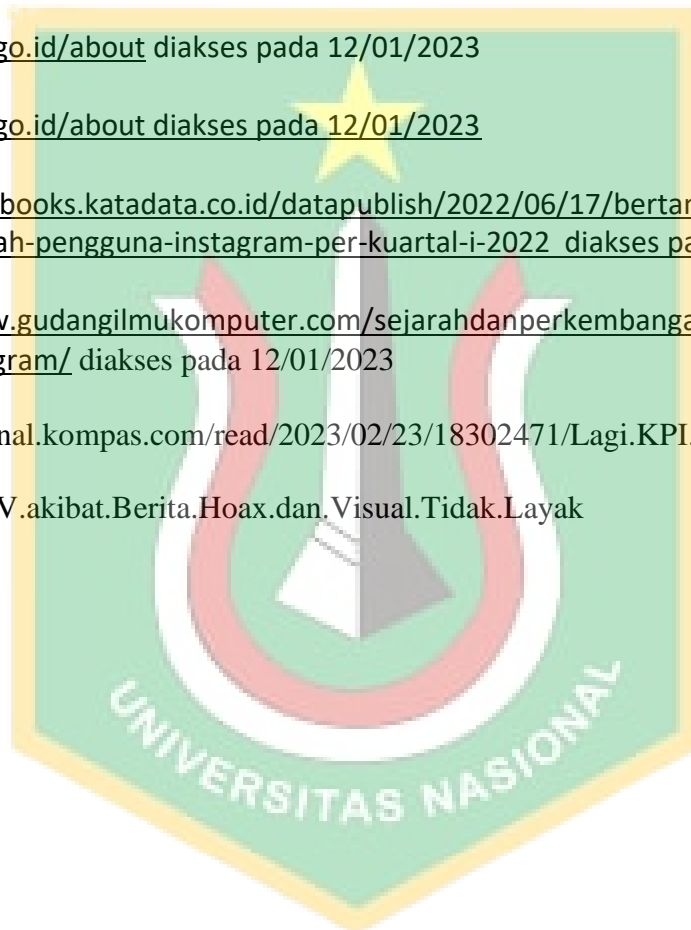 go.id/about diakses pada 12/01/2023
go.id/about diakses pada 12/01/2023
books.katadata.co.id/datapublish/2022/06/17/bertam
ah-pengguna-instagram-per-kuartal-i-2022 diakses pa
w.gudangilmukomputer.com/sejarahdanperkembanga
gram/ diakses pada 12/01/2023
nal.kompas.com/read/2023/02/23/18302471/Lagi.KPI.
V.akibat.Berita.Hoax.dan.Visual.Tidak.Layak
UNIVERSITAS NASIONAL